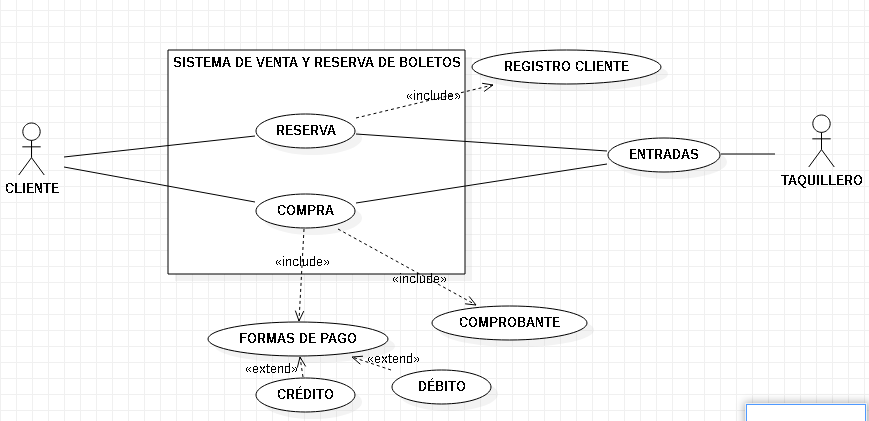 SISTEMA DE VENTA Y RESERVA DE BOLETOS
REGISTRO CLIENTE
«include»
RESERVA
ENTRADAS
CLIENTE
TAQUILLERO
COMPRA
«include»
«include»
COMPROBANTE
FORMAS DE PAGO
«extend»
«extend»
CRÉDITO
DÉBITO